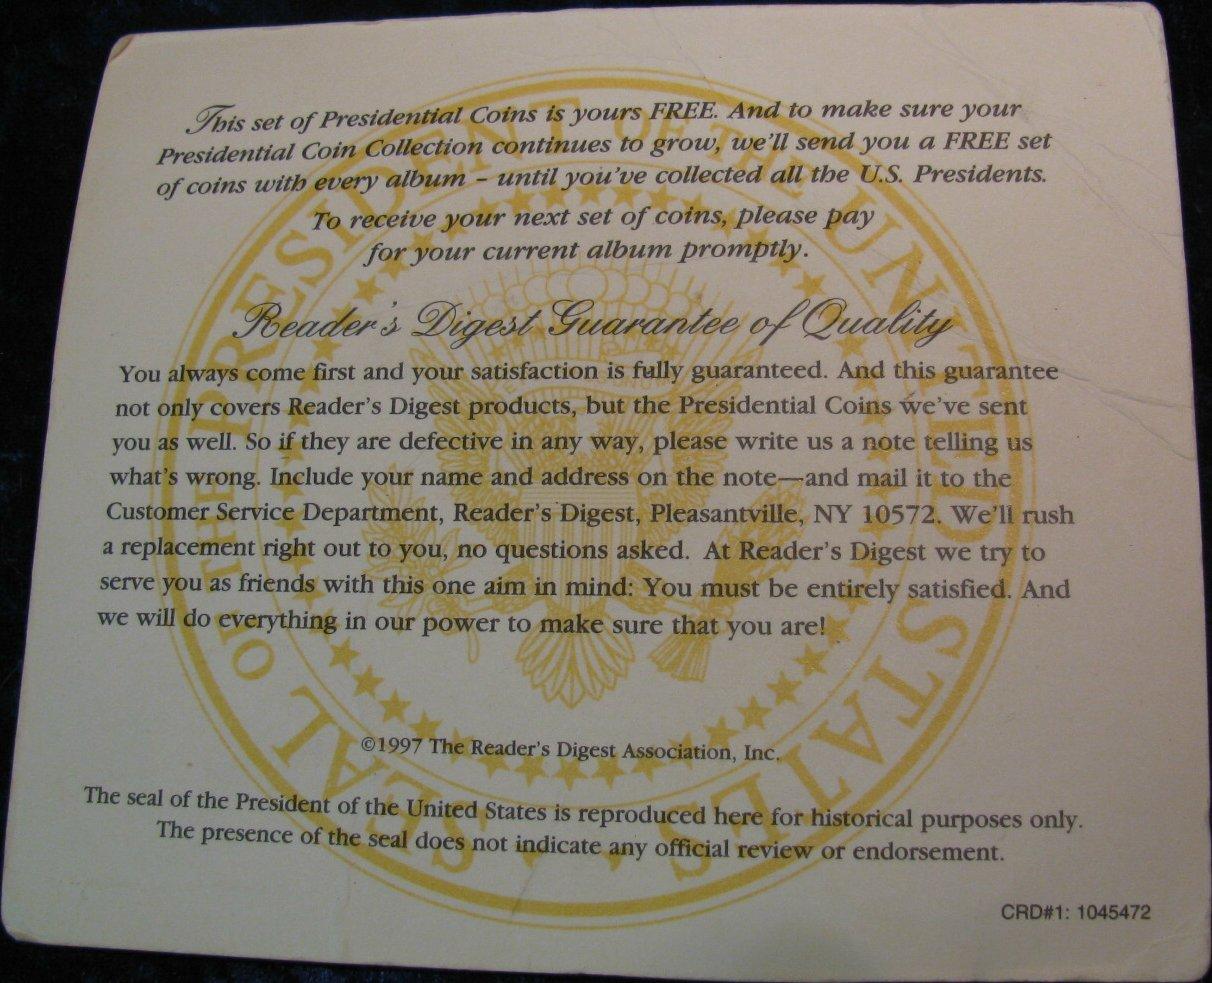 This set of Presidential Coins is yours FREE. And to make sure your
Presidential Coin Collection continues to grow, we'll send you a FREE set
of coins with every album – until you've collected all the U.S. Presidents.
To receive your next set of coins, please pay
for your current album promptly.
Reader's Digest Guarantee of Quality
You always come first and your satisfaction is fully guaranteed. And this guarantee
not only covers Reader's Digest products, but the Presidential Coins we've sent
you as well. So if they are defective in any way, please write us a note telling us
what's wrong. Include your name and address on the note—and mail it to the
Customer Service Department, Reader's Digest, Pleasantville, NY 10572. We'll rush
a replacement right out to you, no questions asked. At Reader's Digest we try to
serve you as friends with this one aim in mind: You must be entirely satisfied. And
we will do everything in our power to make sure that you are!
©1997 The Reader's Digest Association, Inc.
The seal of the President of the United States is reproduced here for historical purposes only.
The presence of the seal does not indicate any official review or endorsement.
CRD#1: 1045472
SEAL OF THE PRESIDENT OF THE UNITED STATES